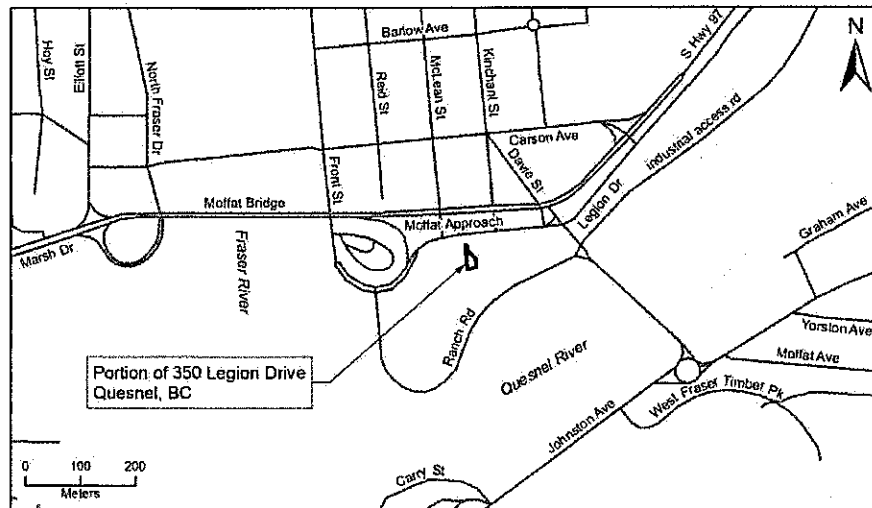 Barlow Ave
N
Hoy St
Elliott St
North Fraser Dr
Reid St
McLean St
Kinchant St
S Hwy 97
Carson Ave
industrial access rd
Front St
Davie St
Legion Dr
Moffat Bridge
Moffat Approach
Graham Ave
Marsh Dr
Fraser River
Ranch Rd
Yorston Ave
Moffat Ave
Quesnel River
Portion of 350 Legion Drive
Quesnel, BC
West Fraser Timber Pk
Johnston Ave
Carry St
0 100 200
Meters